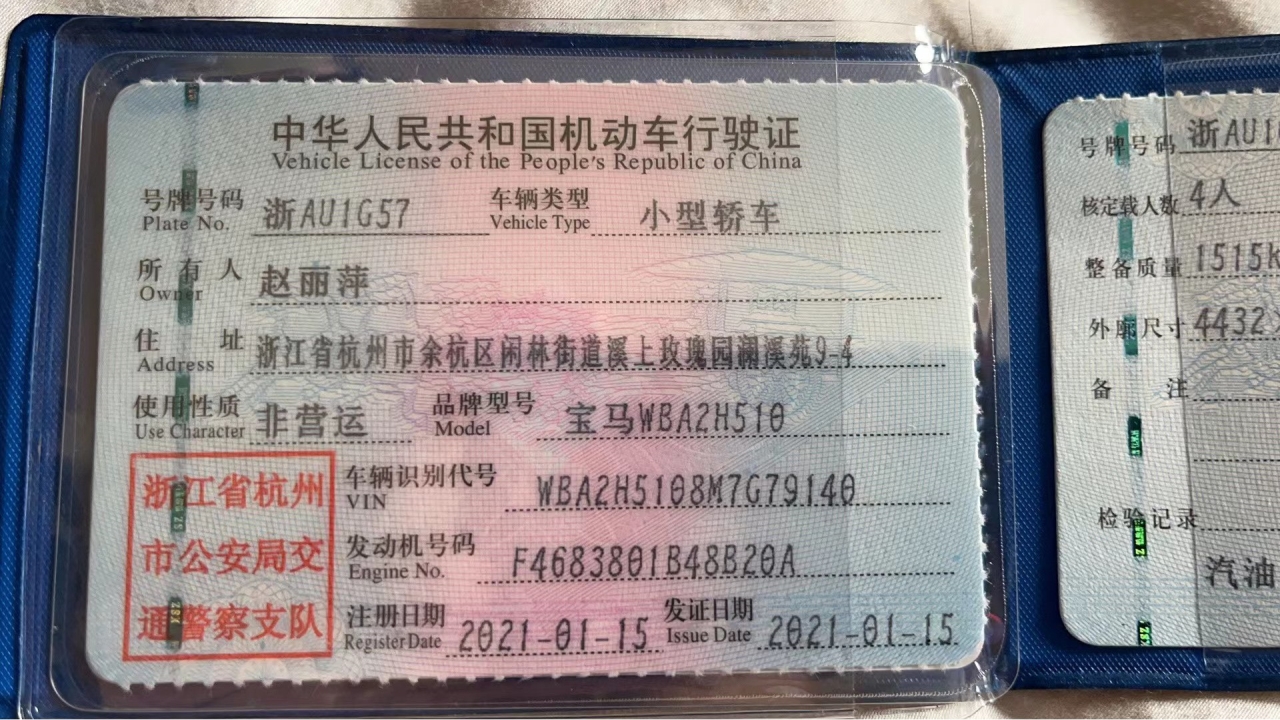 中华人民共和国机动车行驶证
Vehicle License of the People's Republic of China
号牌号码 浙AU1G57 车辆类型 小型轿车
Plate No. Vehicle Type
所有人 赵丽萍
Owner
住址 浙江省杭州市余杭区闲林街道溪上玫瑰园澜溪苑9-4
Address
使用性质 非营运 品牌型号 宝马WBA2H510
Use Character Model
浙江省杭州
市公安局交
通警察支队
车辆识别代号 WBA2H5108M7G79140
VIN
发动机号码 F4683801B48B20A
Engine No.
注册日期 2021-01-15 发证日期 2021-01-15
Register Date Issue Date
号牌号码 浙AU1
核定载人数 4人
整备质量 1515k
外廓尺寸 4432
备注
检验记录
汽油